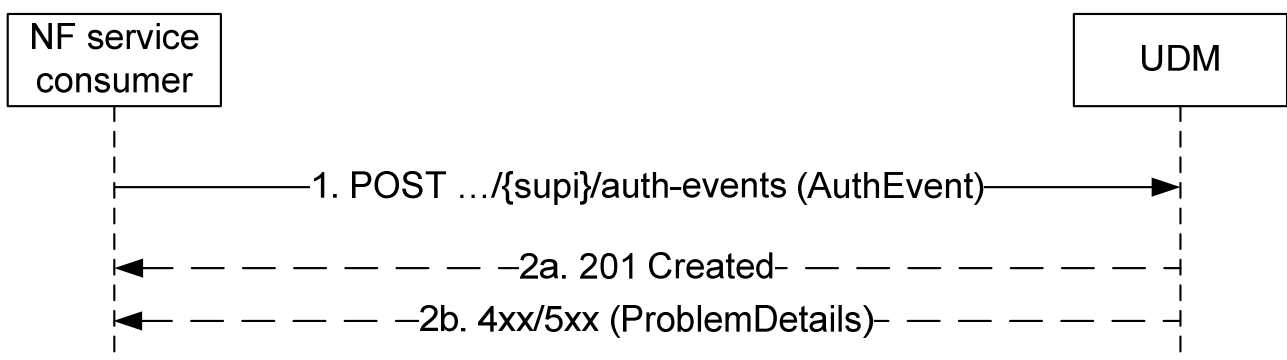 NF service
consumer
UDM
1. POST …/{supi}/auth-events (AuthEvent)
2a. 201 Created
2b. 4xx/5xx (ProblemDetails)